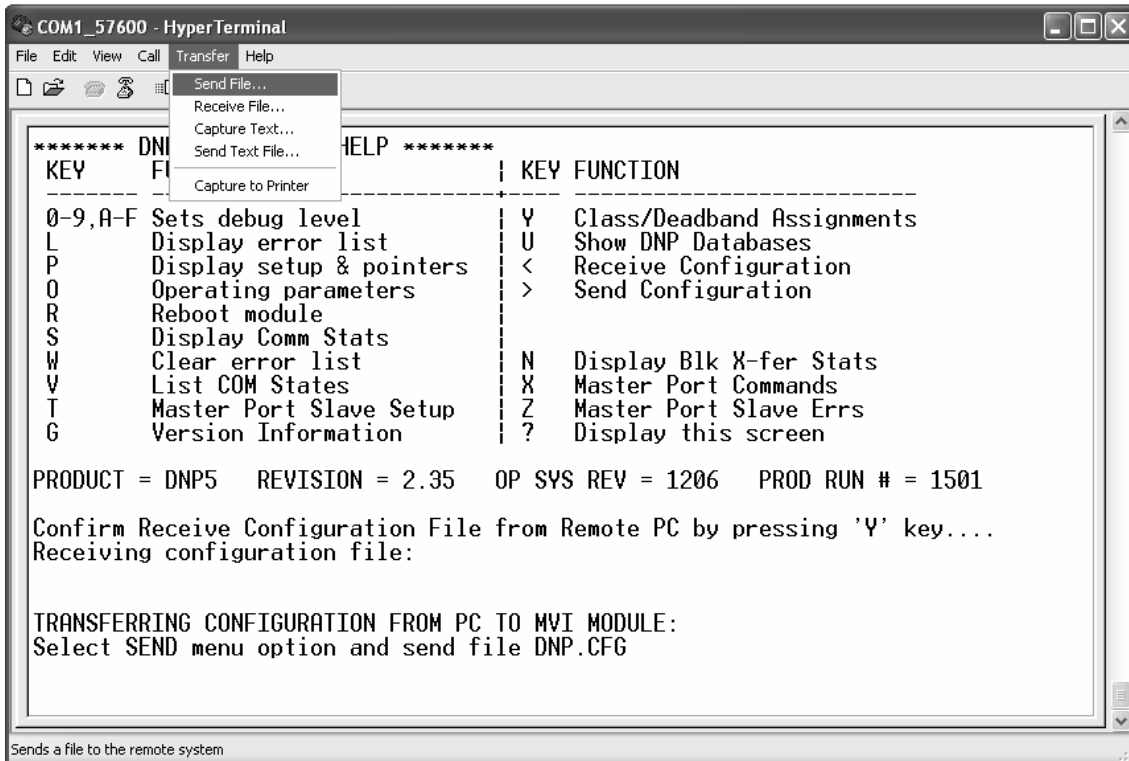 COM1_57600 - HyperTerminal
File Edit View Call Transfer Help
Send File...
Receive File...
Capture Text...
Send Text File...
Capture to Printer
******* DN HELP *******
KEY F | KEY FUNCTION
0-9,A-F Sets debug level | Y Class/Deadband Assignments
L Display error list | U Show DNP Databases
P Display setup & pointers | < Receive Configuration
O Operating parameters | > Send Configuration
R Reboot module |
S Display Comm Stats |
W Clear error list | N Display Blk X-fer Stats
V List COM States | X Master Port Commands
T Master Port Slave Setup | Z Master Port Slave Errs
G Version Information | ? Display this screen
PRODUCT = DNP5 REVISION = 2.35 OP SYS REV = 1206 PROD RUN # = 1501
Confirm Receive Configuration File from Remote PC by pressing 'Y' key....
Receiving configuration file:
TRANSFERRING CONFIGURATION FROM PC TO MVI MODULE:
Select SEND menu option and send file DNP.CFG
Sends a file to the remote system